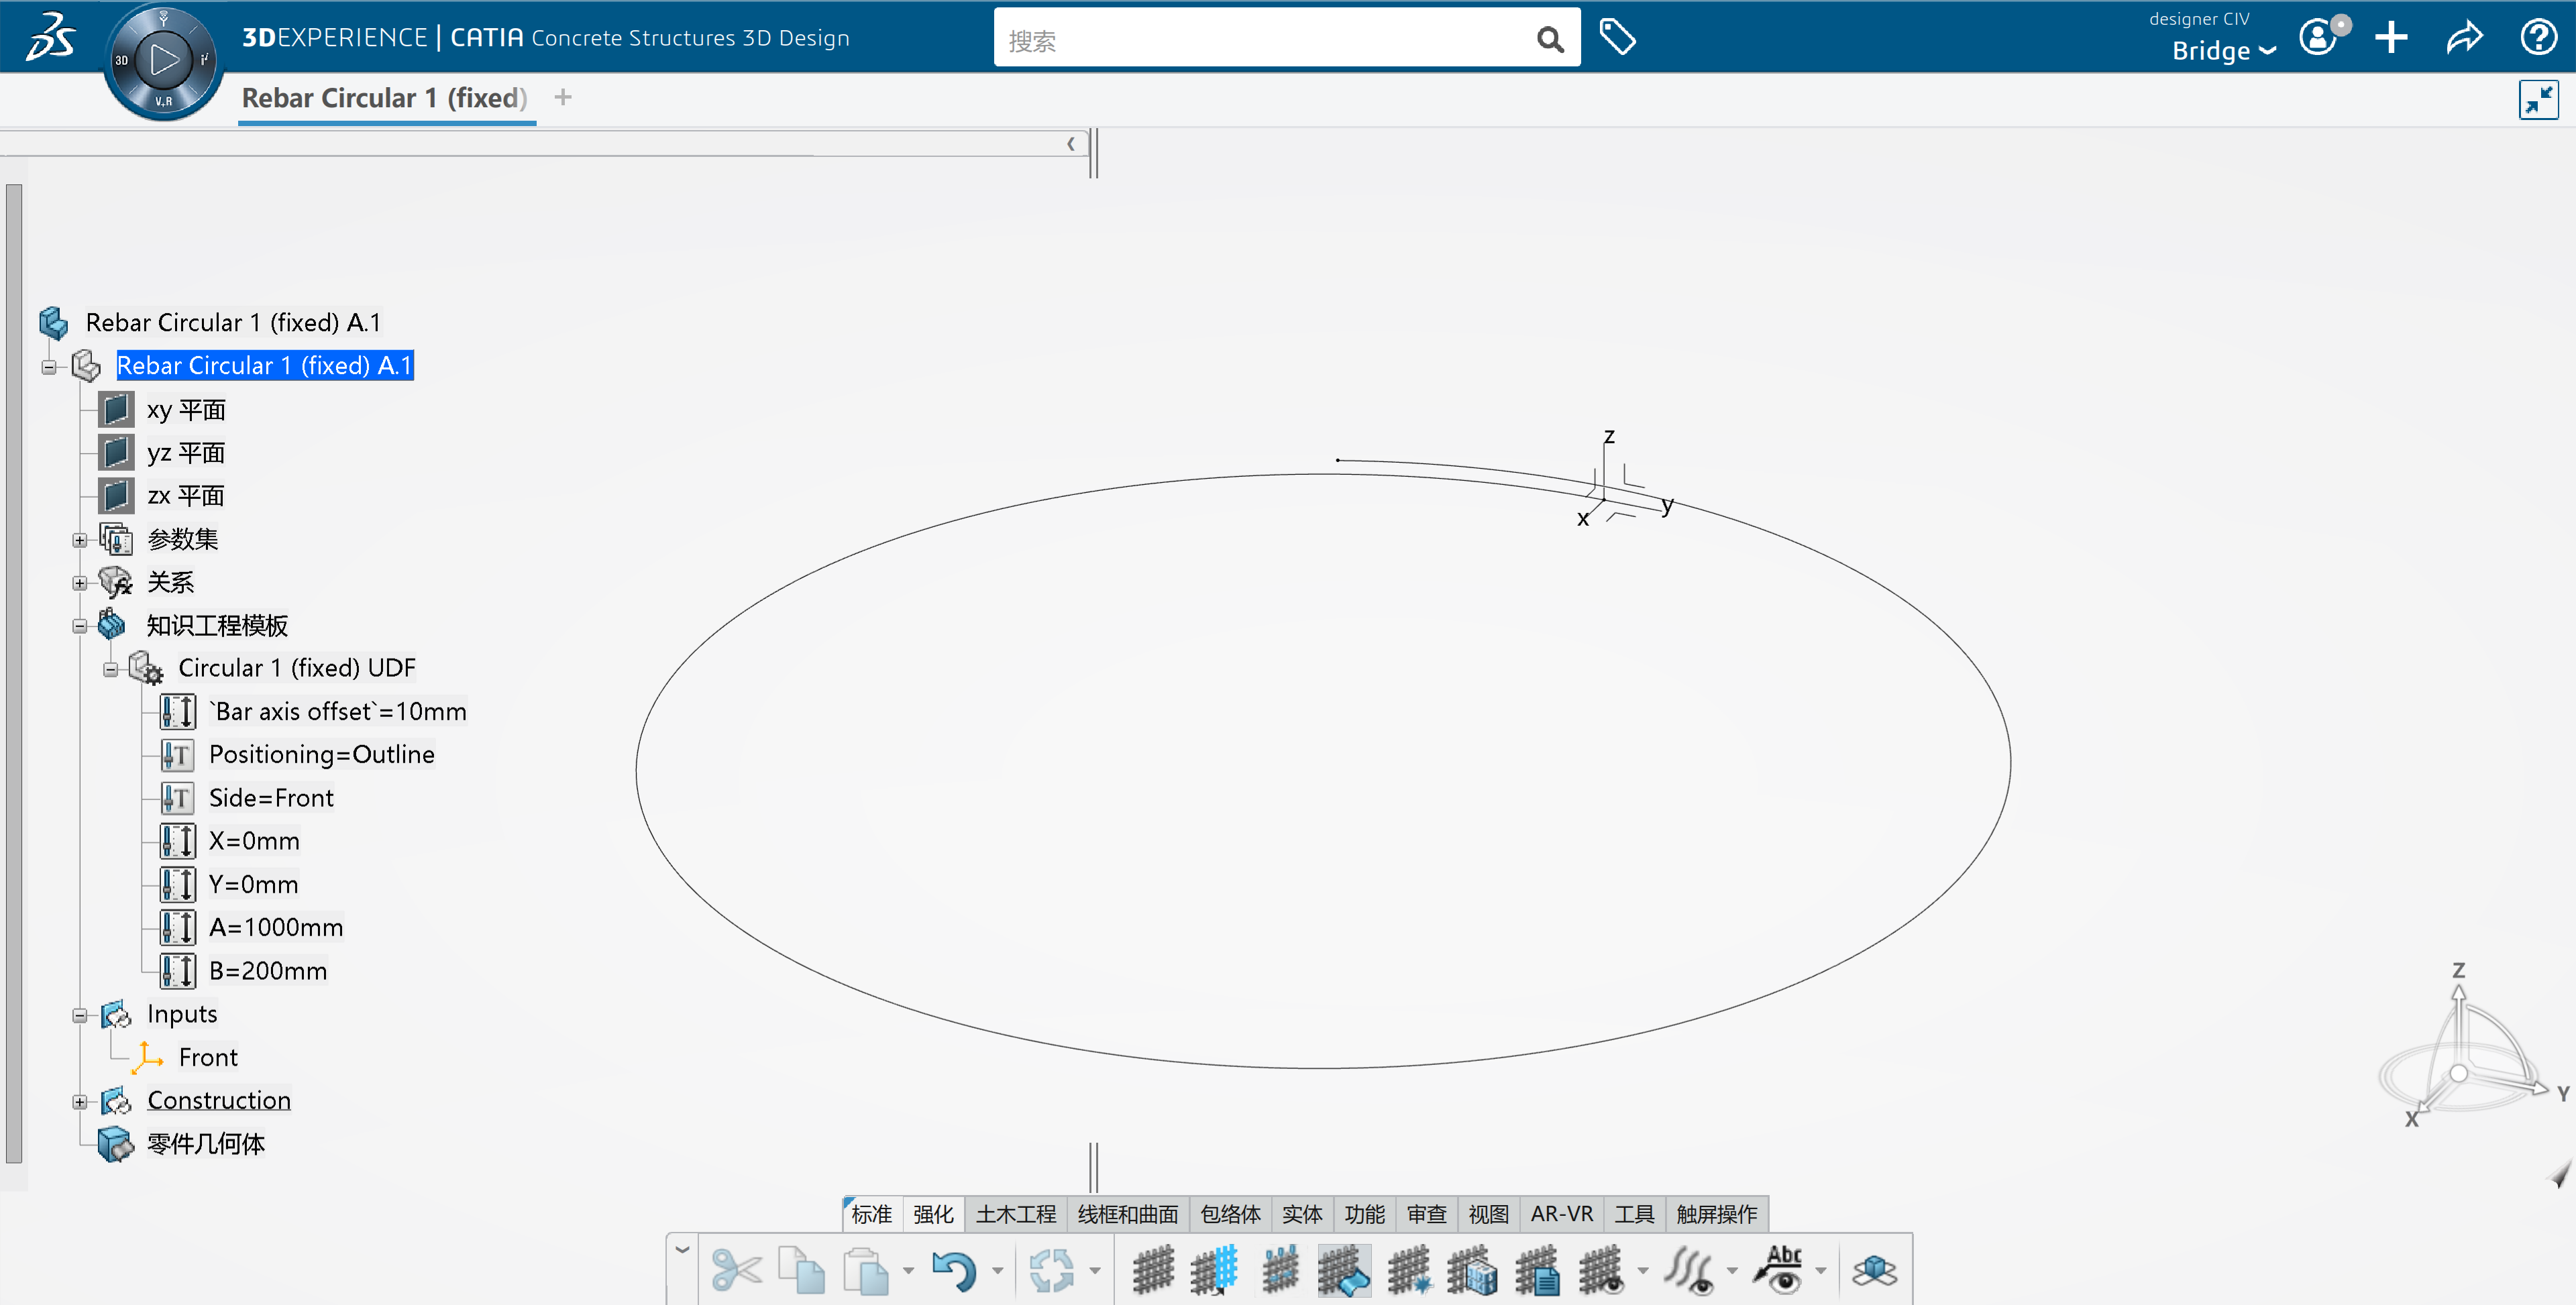 3DEXPERIENCE | CATIA Concrete Structures 3D Design
搜索
designer CIV
Bridge
3D
i²
V,R
Rebar Circular 1 (fixed)
Rebar Circular 1 (fixed) A.1
Rebar Circular 1 (fixed) A.1
xy 平面
yz 平面
zx 平面
参数集
关系
知识工程模板
Circular 1 (fixed) UDF
`Bar axis offset`=10mm
Positioning=Outline
Side=Front
X=0mm
Y=0mm
A=1000mm
B=200mm
Inputs
Front
Construction
零件几何体
z
y
x
Z
Y
X
标准 强化 土木工程 线框和曲面 包络体 实体 功能 审查 视图 AR-VR 工具 触屏操作
Abc